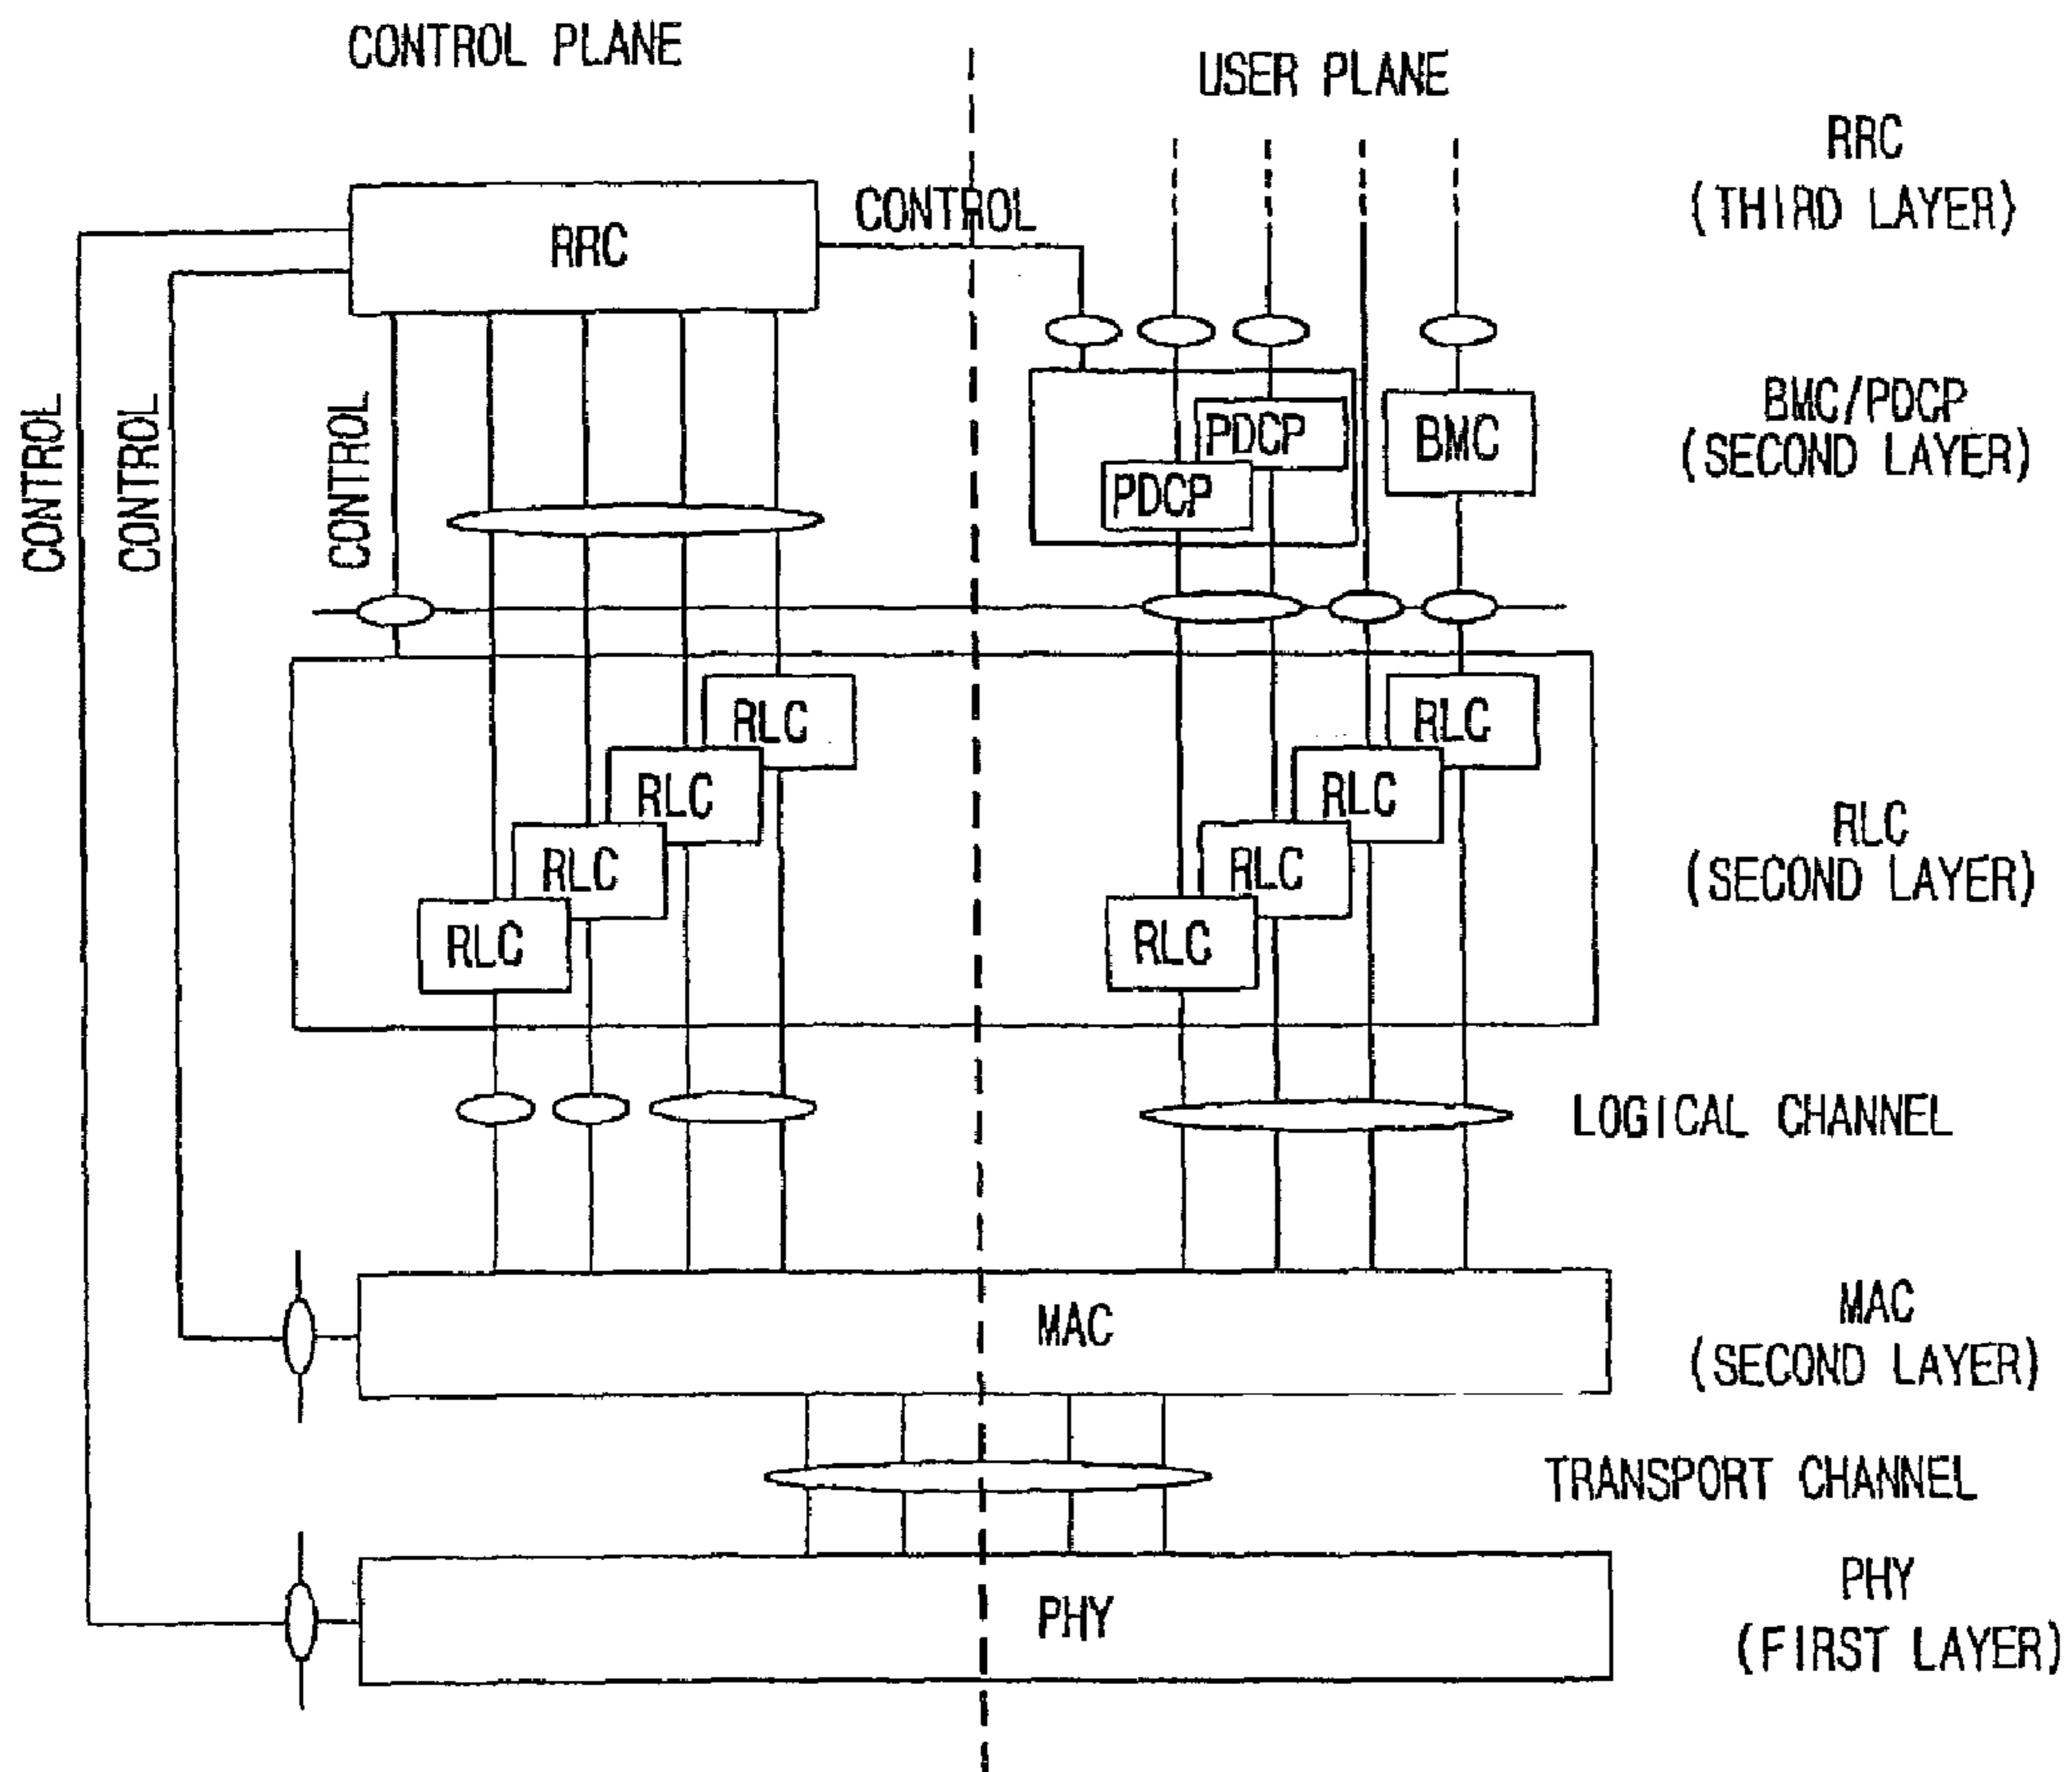 CONTROL PLANE
USER PLANE
RRC
(THIRD LAYER)
RRC
CONTROL
CONTROL
CONTROL
CONTROL
PDCP
PDCP
BMC
BMC/PDCP
(SECOND LAYER)
RLC
RLC
RLC
RLC
RLC
RLC
RLC
RLC
RLC
(SECOND LAYER)
LOGICAL CHANNEL
MAC
MAC
(SECOND LAYER)
TRANSPORT CHANNEL
PHY
PHY
(FIRST LAYER)